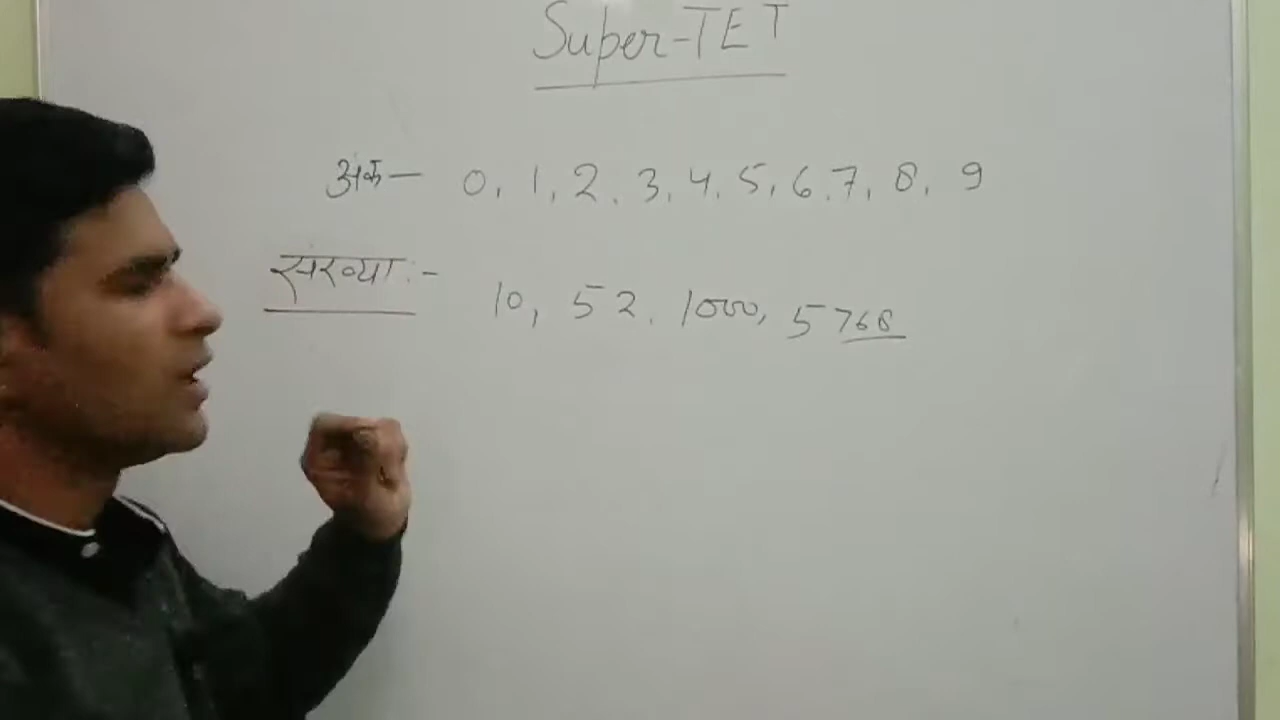 Super-TET
अंक— 0, 1, 2, 3, 4, 5, 6, 7, 8, 9
संख्या:- 10, 52, 1000, 5768